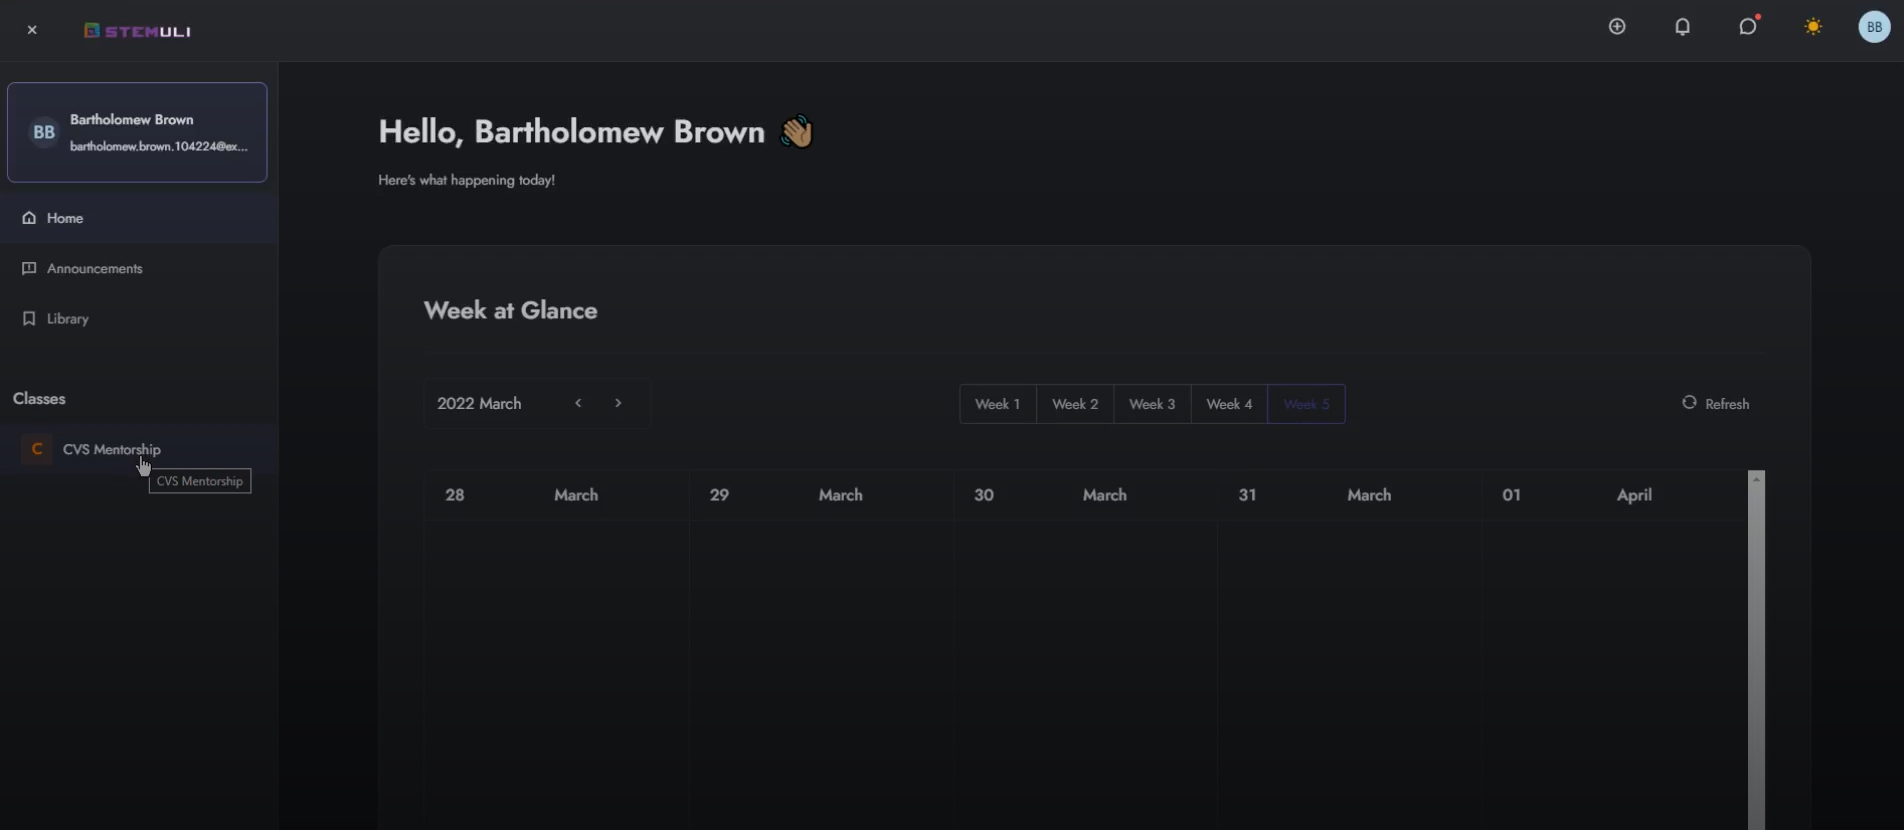 STEMULI
BB
BB
Bartholomew Brown
bartholomew.brown.104224@ex...
Home
Announcements
Library
Classes
C
CVS Mentorship
CVS Mentorship
Hello, Bartholomew Brown
Here's what happening today!
Week at Glance
2022 March
Week 1
Week 2
Week 3
Week 4
Week 5
Refresh
28 March
29 March
30 March
31 March
01 April